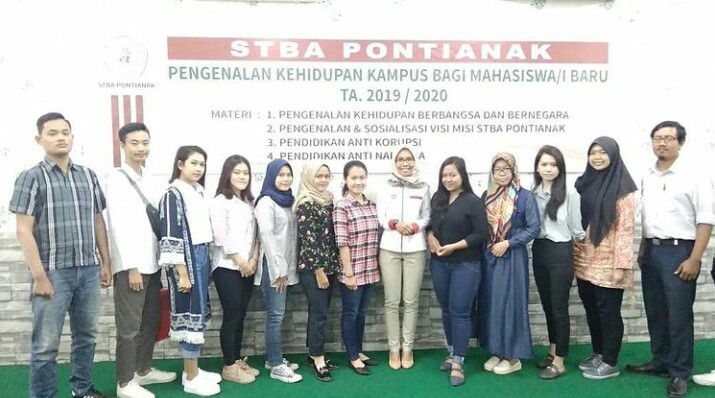 STBA PONTIANAK
STBA-PONTIANAK
PENGENALAN KEHIDUPAN KAMPUS BAGI MAHASISWA/I BARU
TA. 2019 / 2020
MATERI : 1. PENGENALAN KEHIDUPAN BERBANGSA DAN BERNEGARA
2. PENGENALAN & SOSIALISASI VISI MISI STBA PONTIANAK
3. PENDIDIKAN ANTI KORUPSI
4. PENDIDIKAN ANTI